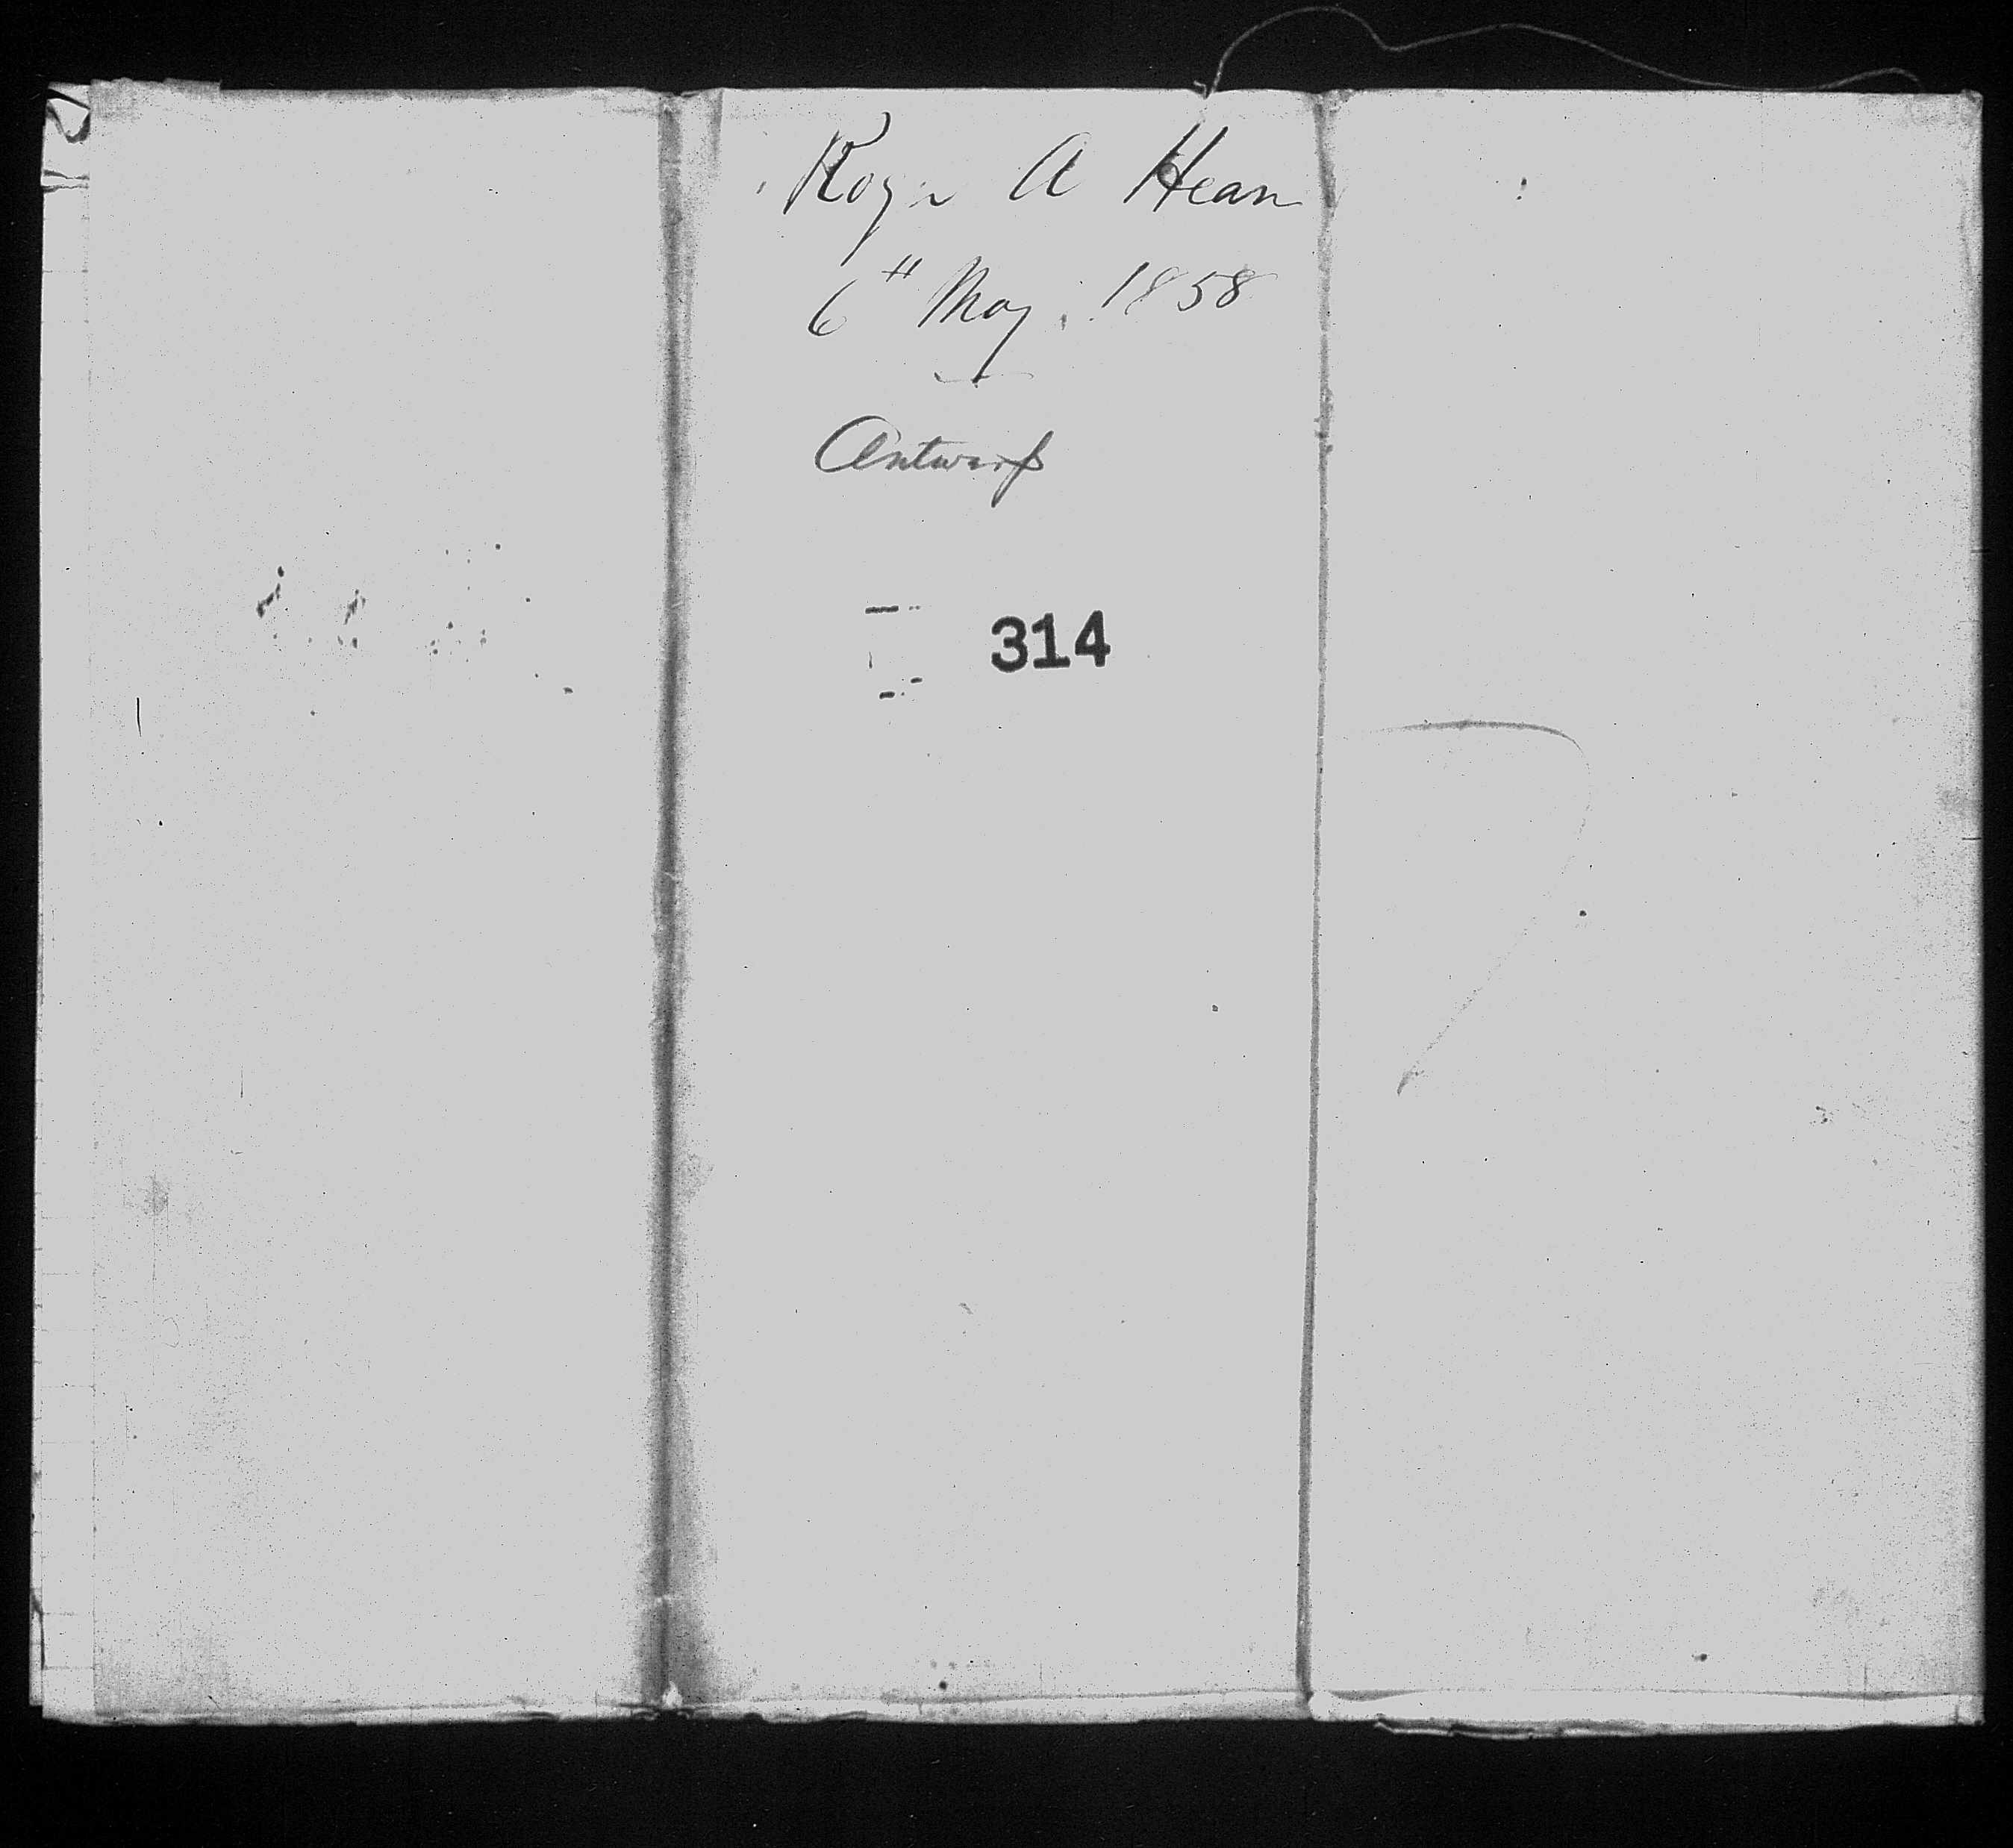 Roger A Hean
6th May. 1858
Antwerp
314